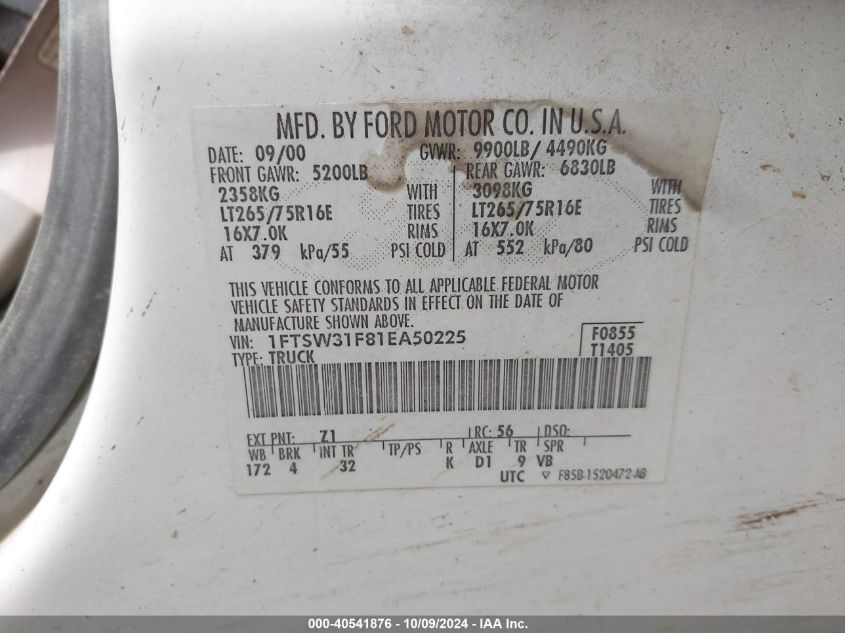 MFD. BY FORD MOTOR CO. IN U.S.A.
DATE: 09/00 GVWR: 9900LB/ 4490KG
FRONT GAWR: 5200LB REAR GAWR: 6830LB
2358KG WITH 3098KG WITH
LT265/75R16E TIRES LT265/75R16E TIRES
16X7.0K RIMS 16X7.0K RIMS
AT 379 kPa/55 PSI COLD AT 552 kPa/80 PSI COLD
THIS VEHICLE CONFORMS TO ALL APPLICABLE FEDERAL MOTOR
VEHICLE SAFETY STANDARDS IN EFFECT ON THE DATE OF
MANUFACTURE SHOWN ABOVE.
VIN: 1FTSW31F81EA50225 F0855
TYPE: TRUCK T1405
EXT PNT: Z1 RC: 56 DSO:
WB BRK INT TR TP/PS R AXLE TR SPR
172 4 32 K D1 9 VB
UTC ▽ F85B-1520472-AB
000-40541876 - 10/09/2024 - IAA Inc.